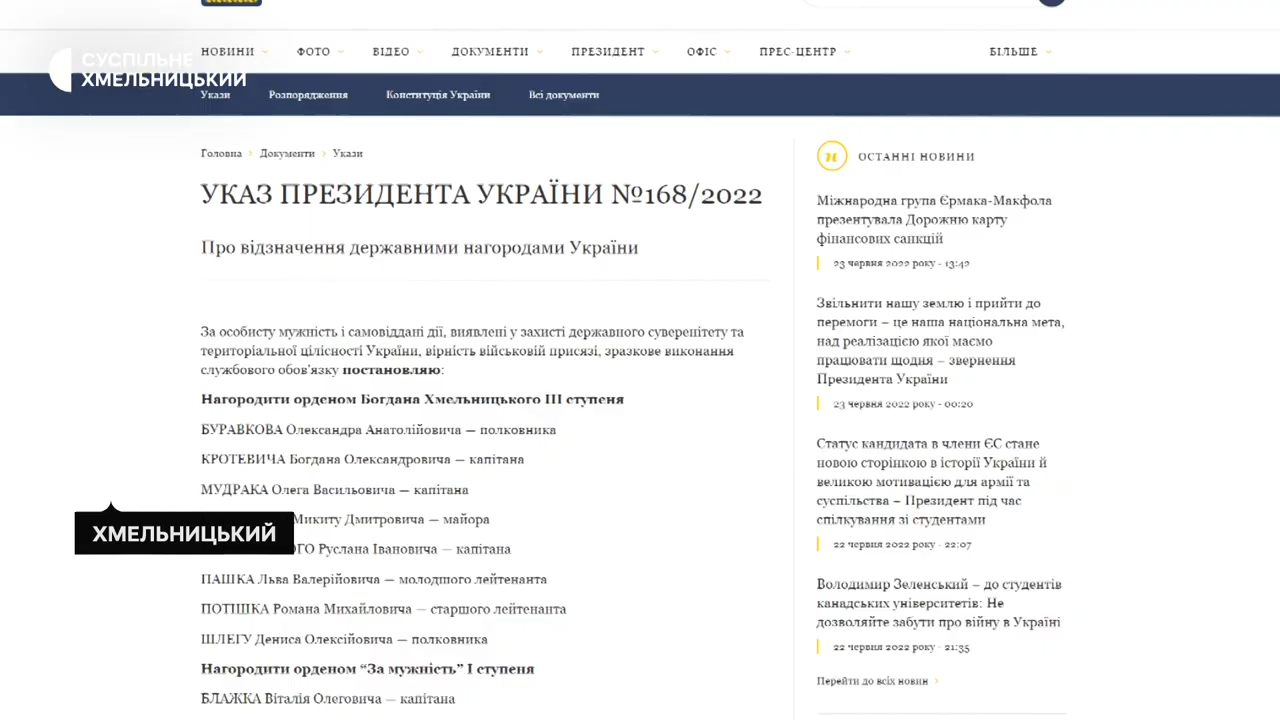 СУСПІЛЬНЕ
ХМЕЛЬНИЦЬКИЙ
НОВИНИ ФОТО ВІДЕО ДОКУМЕНТИ ПРЕЗИДЕНТ ОФІС ПРЕС-ЦЕНТР БІЛЬШЕ
Укази Розпорядження Конституція України Всі документи
Головна Документи Укази
УКАЗ ПРЕЗИДЕНТА УКРАЇНИ №168/2022
Про відзначення державними нагородами України
За особисту мужність і самовіддані дії, виявлені у захисті державного суверенітету та
територіальної цілісності України, вірність військовій присязі, зразкове виконання
службового обов'язку постановляю:
Нагородити орденом Богдана Хмельницького ІІІ ступеня
БУРАВКОВА Олександра Анатолійовича — полковника
КРОТЕВИЧА Богдана Олександровича — капітана
МУДРАКА Олега Васильовича — капітана
Микиту Дмитровича — майора
Руслана Івановича — капітана
ПАШКА Льва Валерійовича — молодшого лейтенанта
ПОТІШКА Романа Михайловича — старшого лейтенанта
ШЛЕГУ Дениса Олексійовича — полковника
Нагородити орденом “За мужність” І ступеня
БЛАЖКА Віталія Олеговича — капітана
ХМЕЛЬНИЦЬКИЙ
ОСТАННІ НОВИНИ
Міжнародна група Єрмака-Макфола
презентувала Дорожню карту
фінансових санкцій
23 червня 2022 року - 13:42
Звільнити нашу землю і прийти до
перемоги – це наша національна мета,
над реалізацією якої маємо
працювати щодня – звернення
Президента України
23 червня 2022 року - 00:20
Статус кандидата в члени ЄС стане
новою сторінкою в історії України й
великою мотивацією для армії та
суспільства – Президент під час
спілкування зі студентами
22 червня 2022 року - 22:07
Володимир Зеленський – до студентів
канадських університетів: Не
дозволяйте забути про війну в Україні
22 червня 2022 року - 21:35
Перейти до всіх новин